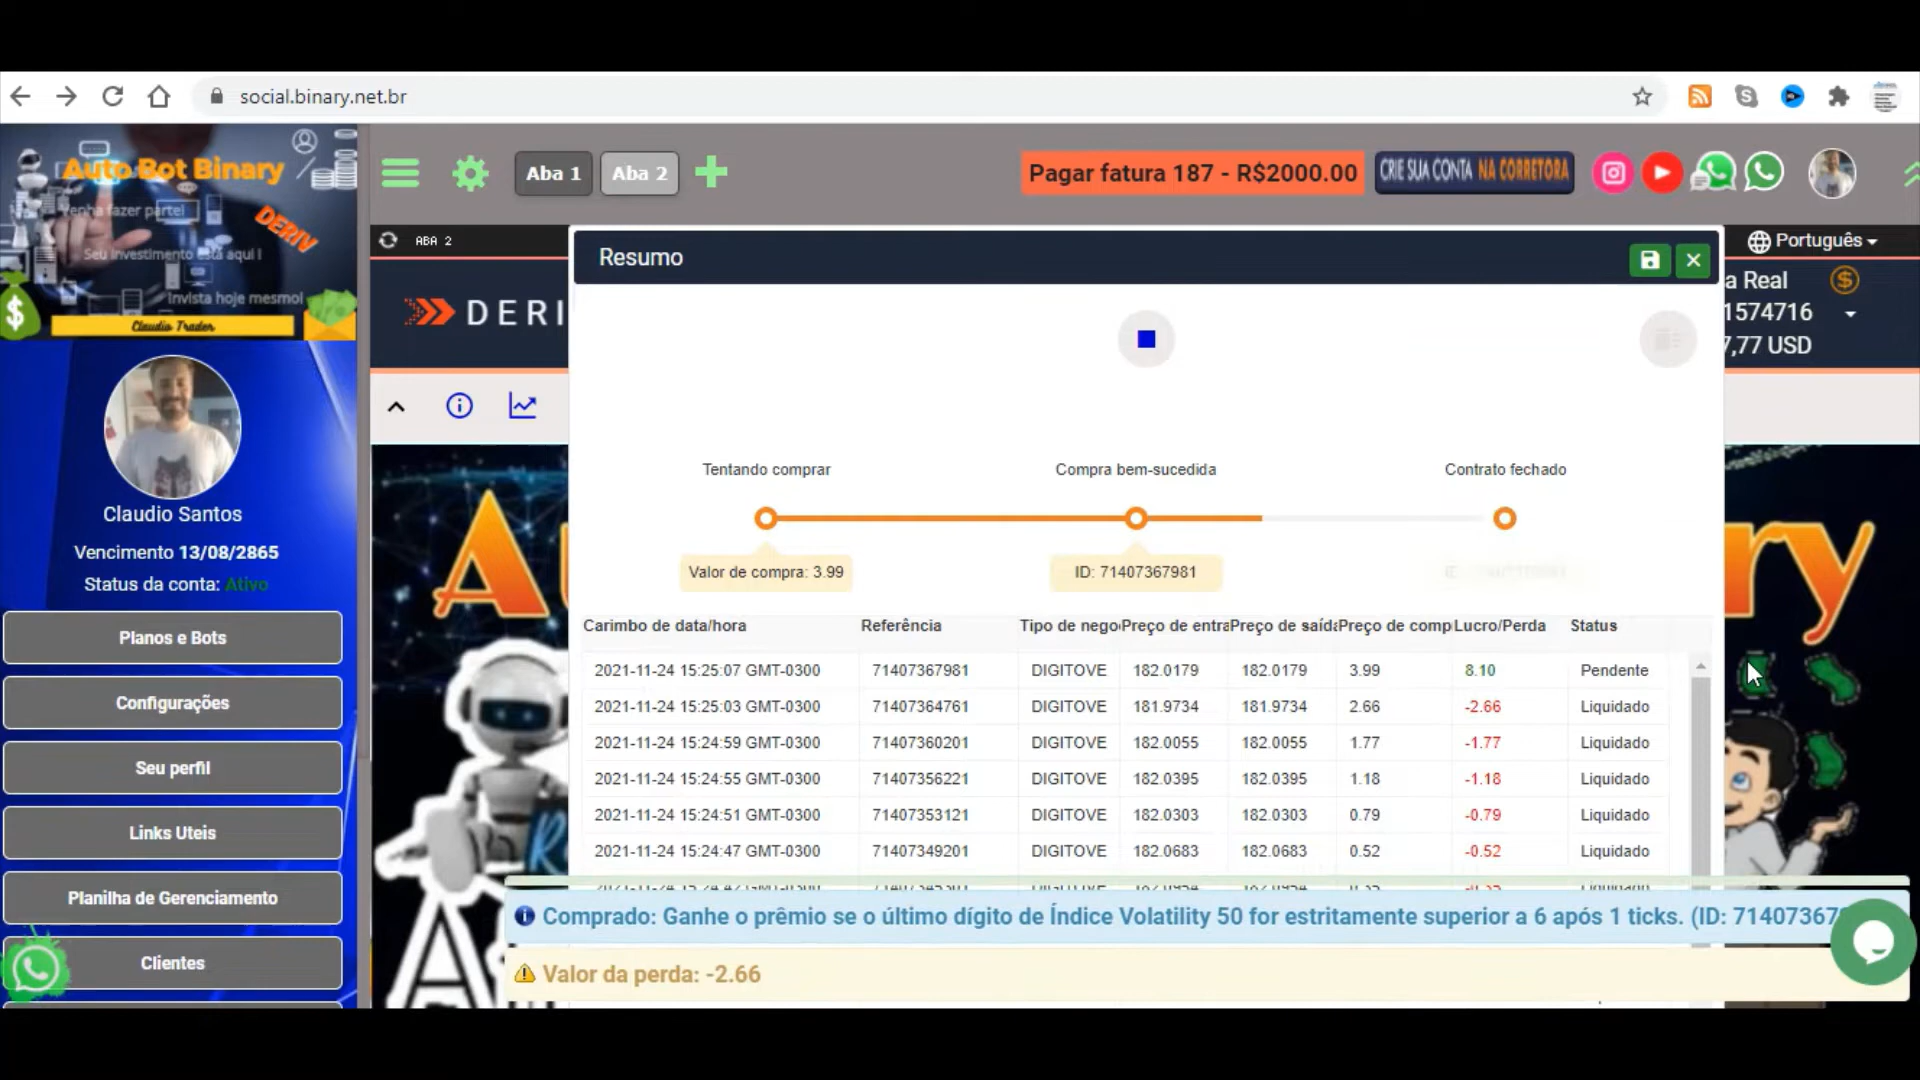 social.binary.net.br
Auto Bot Binary
Venha fazer parte!
DERIV
Seu investimento está aqui !
Invista hoje mesmo!
Claudio Trader
Aba 1
Aba 2
Pagar fatura 187 - R$2000.00
CRIE SUA CONTA NA CORRETORA
ABA 2
Resumo
Português
DERI
a Real
1574716
7,77 USD
Claudio Santos
Vencimento 13/08/2865
Status da conta: Ativo
Planos e Bots
Configurações
Seu perfil
Links Uteis
Planilha de Gerenciamento
Clientes
Tentando comprar
Compra bem-sucedida
Contrato fechado
Valor de compra: 3.99
ID: 71407367981
Carimbo de data/hora Referência Tipo de nego Preço de entra Preço de saída Preço de comp Lucro/Perda Status
2021-11-24 15:25:07 GMT-0300 71407367981 DIGITOVE 182.0179 182.0179 3.99 8.10 Pendente
2021-11-24 15:25:03 GMT-0300 71407364761 DIGITOVE 181.9734 181.9734 2.66 -2.66 Liquidado
2021-11-24 15:24:59 GMT-0300 71407360201 DIGITOVE 182.0055 182.0055 1.77 -1.77 Liquidado
2021-11-24 15:24:55 GMT-0300 71407356221 DIGITOVE 182.0395 182.0395 1.18 -1.18 Liquidado
2021-11-24 15:24:51 GMT-0300 71407353121 DIGITOVE 182.0303 182.0303 0.79 -0.79 Liquidado
2021-11-24 15:24:47 GMT-0300 71407349201 DIGITOVE 182.0683 182.0683 0.52 -0.52 Liquidado
Comprado: Ganhe o prêmio se o último dígito de Índice Volatility 50 for estritamente superior a 6 após 1 ticks. (ID: 7140736
Valor da perda: -2.66